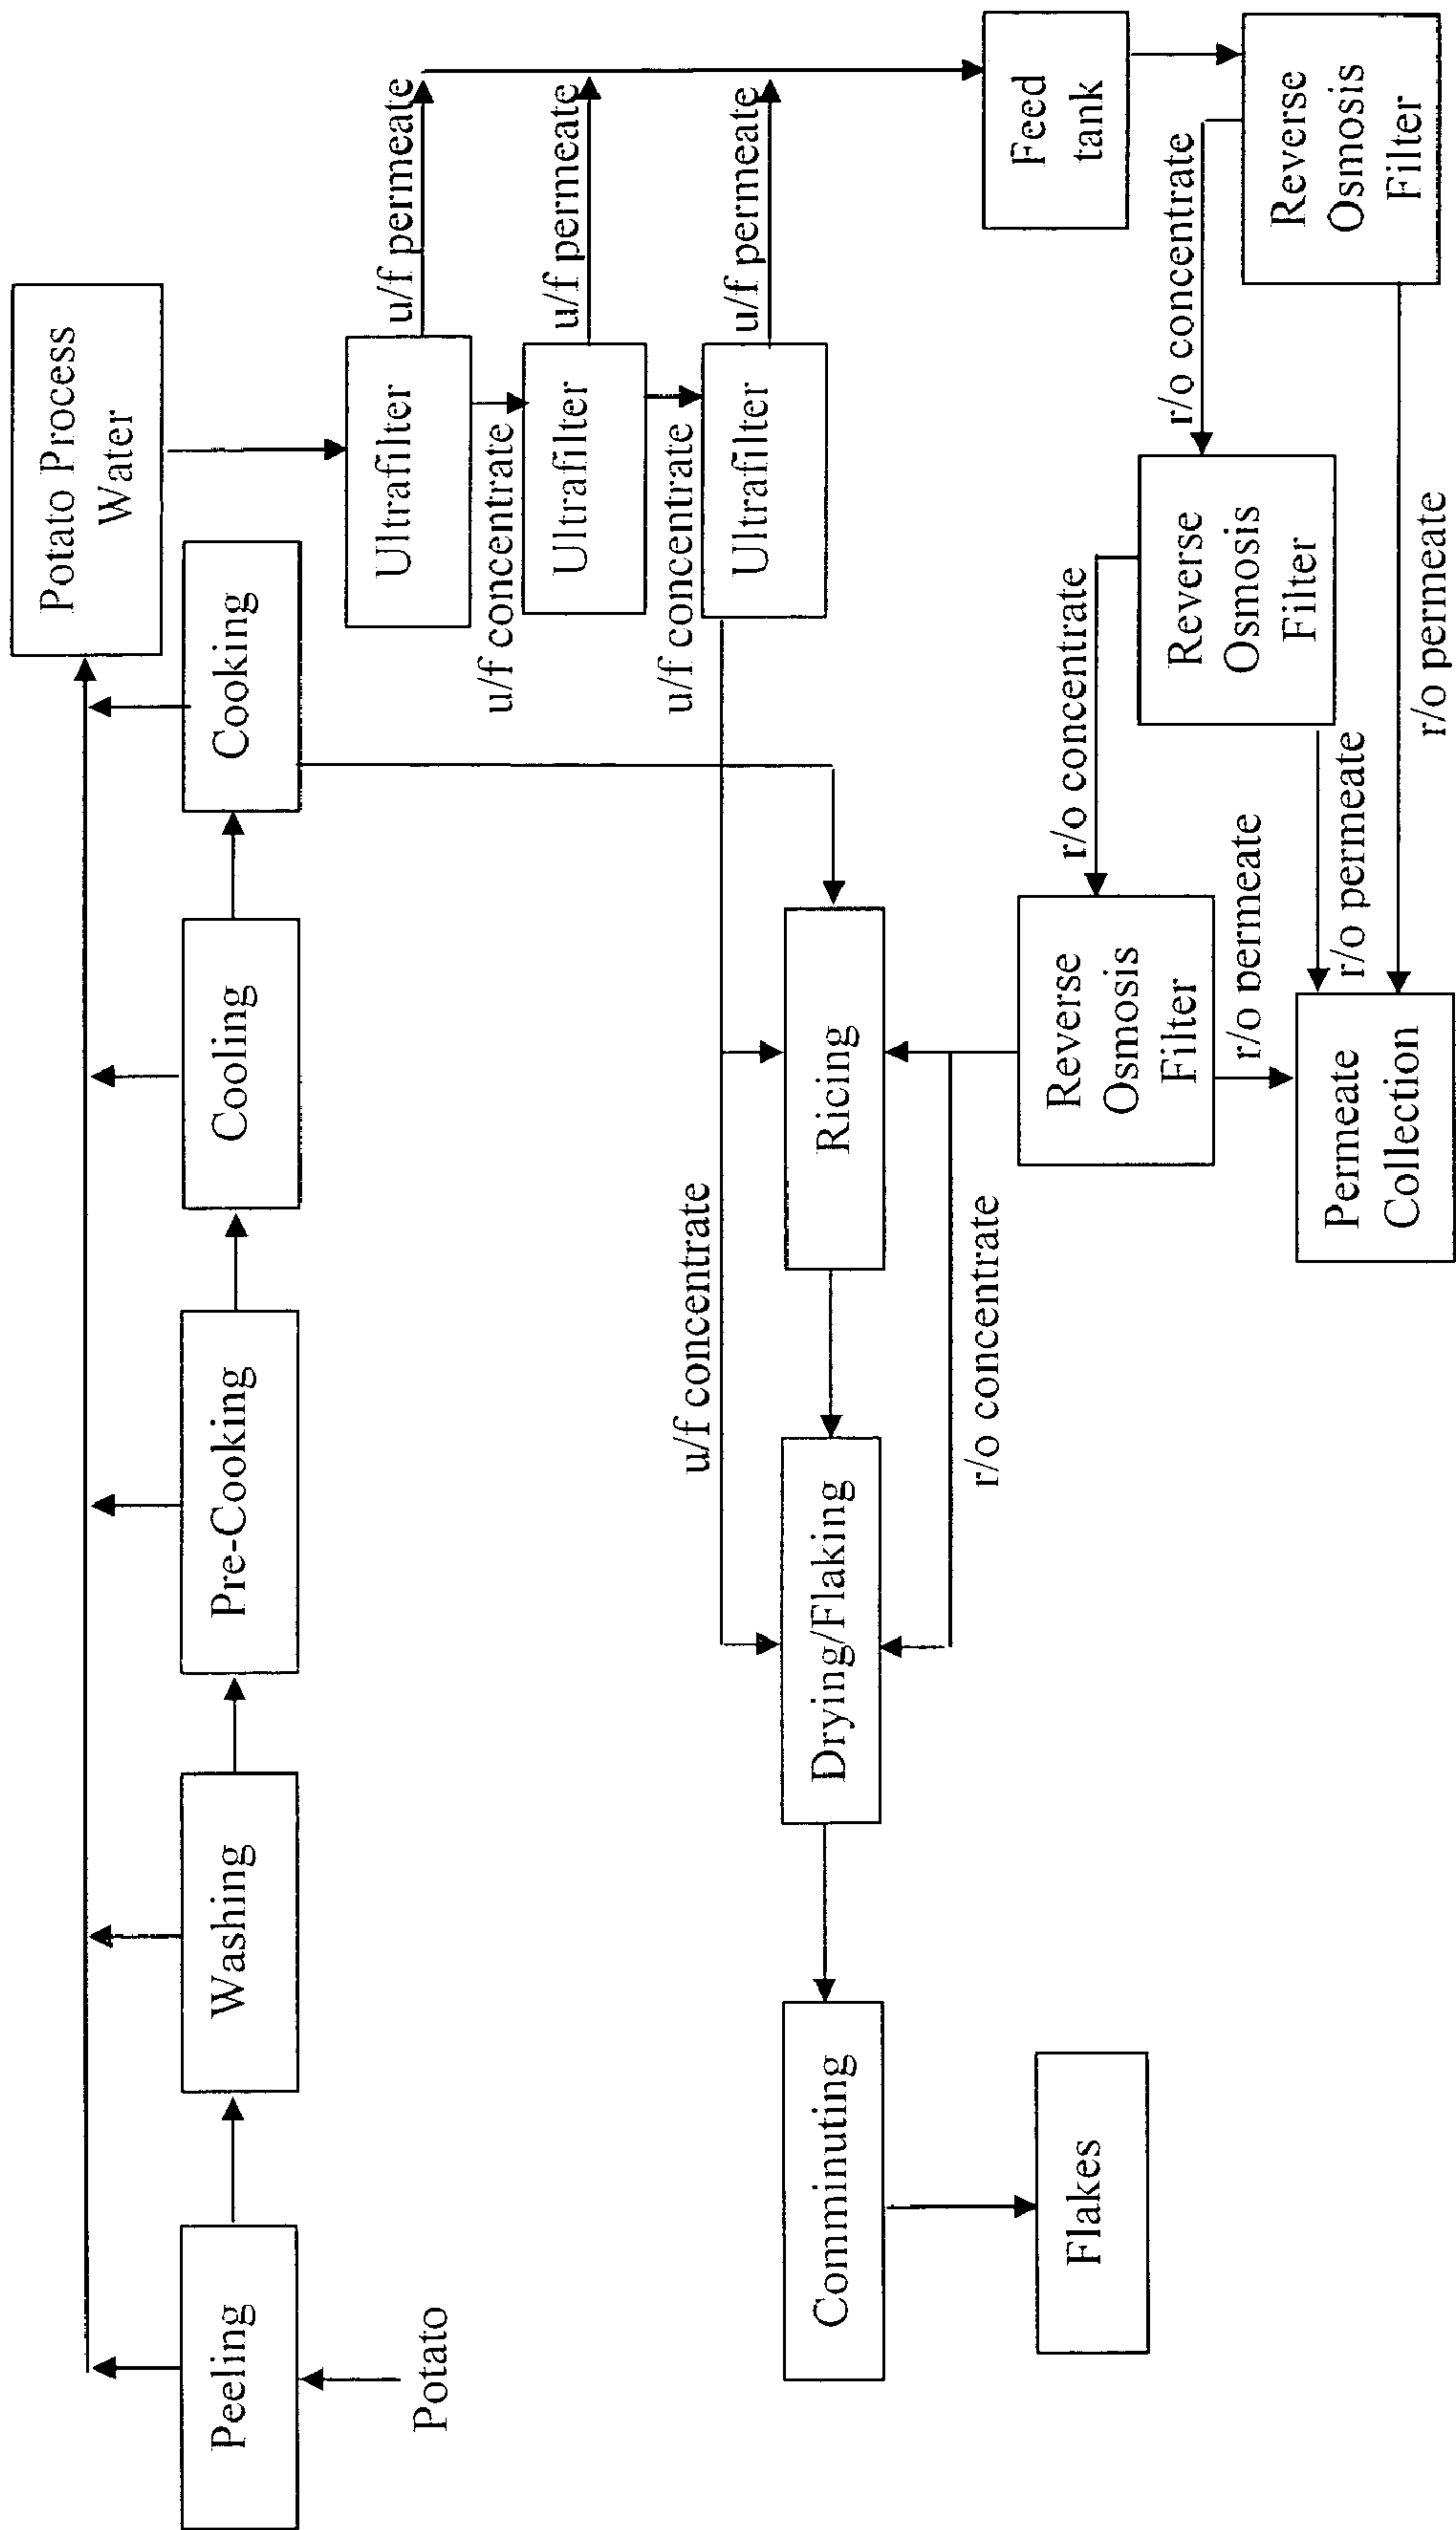 Potato Process
Water
Peeling
Washing
Pre-Cooking
Cooling
Cooking
Potato
Ultrafilter
u/f permeate
u/f concentrate
Ultrafilter
u/f permeate
u/f concentrate
Ultrafilter
u/f permeate
u/f concentrate
Comminuting
Drying/Flaking
Ricing
r/o concentrate
Flakes
Feed
tank
Reverse
Osmosis
Filter
r/o concentrate
Reverse
Osmosis
Filter
r/o concentrate
Reverse
Osmosis
Filter
r/o permeate
r/o permeate
r/o permeate
Permeate
Collection